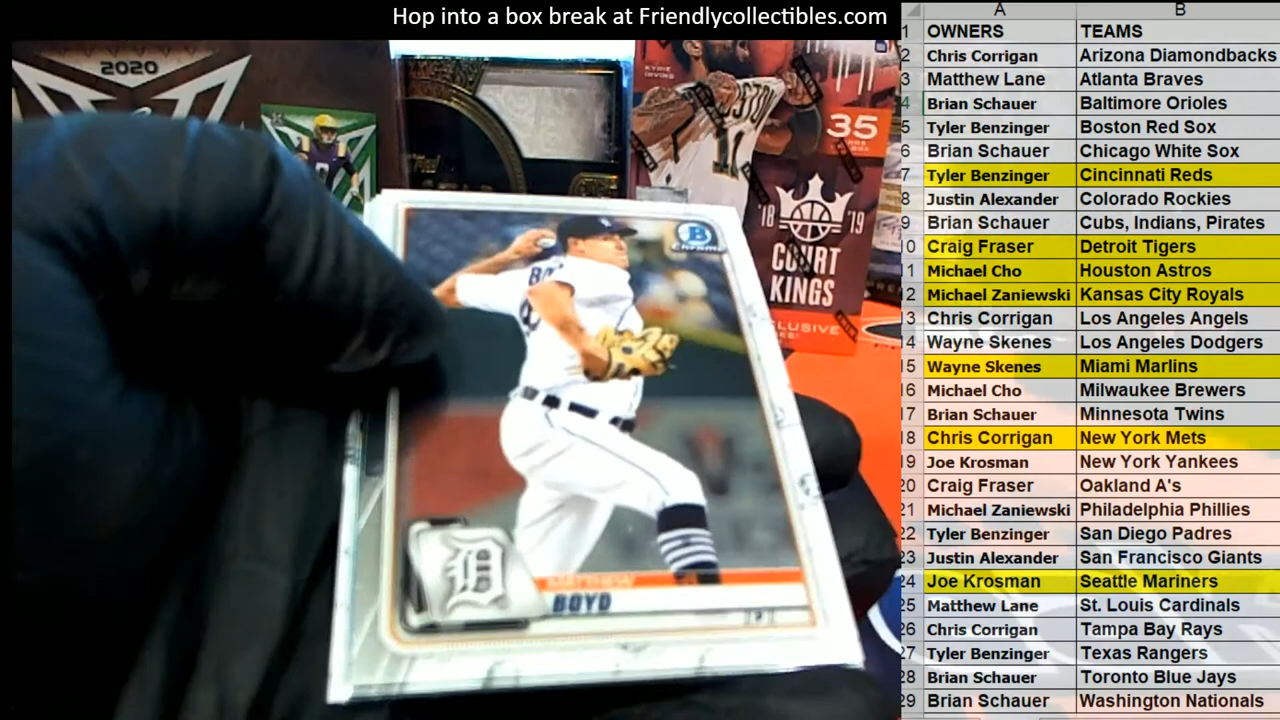 Hop into a box break at Friendlycollectibles.com
2020
KYRIE
IRVING
11
35
'18 '19
COURT
KINGS
B
Chrome
D
MATTHEW
BOYD
P
A B
1 OWNERS TEAMS
2 Chris Corrigan Arizona Diamondbacks
3 Matthew Lane Atlanta Braves
4 Brian Schauer Baltimore Orioles
5 Tyler Benzinger Boston Red Sox
6 Brian Schauer Chicago White Sox
7 Tyler Benzinger Cincinnati Reds
8 Justin Alexander Colorado Rockies
9 Brian Schauer Cubs, Indians, Pirates
10 Craig Fraser Detroit Tigers
11 Michael Cho Houston Astros
12 Michael Zaniewski Kansas City Royals
13 Chris Corrigan Los Angeles Angels
14 Wayne Skenes Los Angeles Dodgers
15 Wayne Skenes Miami Marlins
16 Michael Cho Milwaukee Brewers
17 Brian Schauer Minnesota Twins
18 Chris Corrigan New York Mets
19 Joe Krosman New York Yankees
20 Craig Fraser Oakland A's
21 Michael Zaniewski Philadelphia Phillies
22 Tyler Benzinger San Diego Padres
23 Justin Alexander San Francisco Giants
24 Joe Krosman Seattle Mariners
25 Matthew Lane St. Louis Cardinals
26 Chris Corrigan Tampa Bay Rays
27 Tyler Benzinger Texas Rangers
28 Brian Schauer Toronto Blue Jays
29 Brian Schauer Washington Nationals